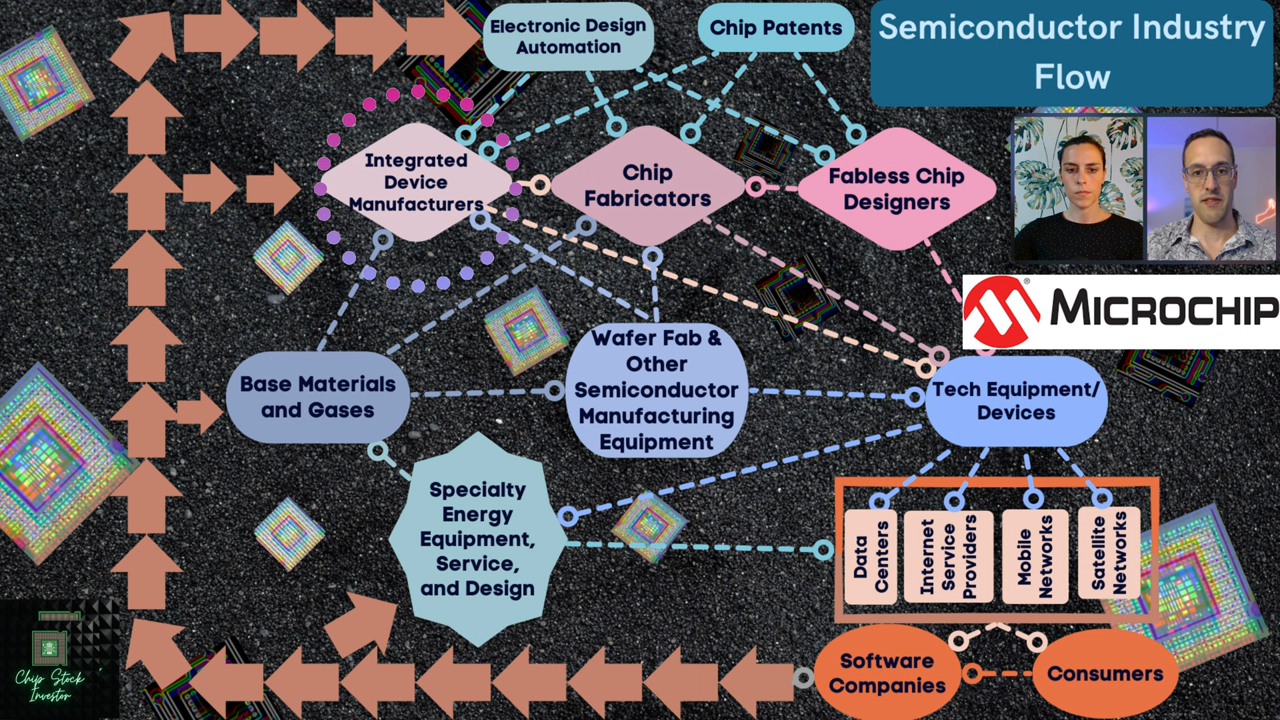 Electronic Design
Automation
Chip Patents
Semiconductor Industry
Flow
Integrated
Device
Manufacturers
Chip
Fabricators
Fabless Chip
Designers
MICROCHIP
®
Base Materials
and Gases
Wafer Fab &
Other
Semiconductor
Manufacturing
Equipment
Tech Equipment/
Devices
Specialty
Energy
Equipment,
Service,
and Design
Data
Centers
Internet
Service
Providers
Mobile
Networks
Satellite
Networks
Software
Companies
Consumers
Chip Stock
Investor